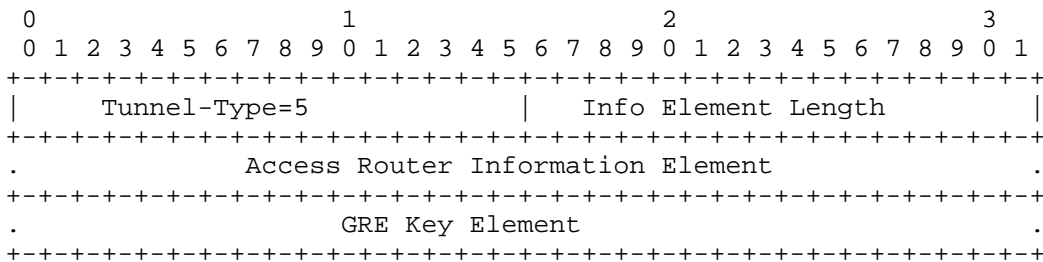 0                   1                   2                   3
 0 1 2 3 4 5 6 7 8 9 0 1 2 3 4 5 6 7 8 9 0 1 2 3 4 5 6 7 8 9 0 1
+-+-+-+-+-+-+-+-+-+-+-+-+-+-+-+-+-+-+-+-+-+-+-+-+-+-+-+-+-+-+-+-+
|     Tunnel-Type=5             |   Info Element Length         |
+-+-+-+-+-+-+-+-+-+-+-+-+-+-+-+-+-+-+-+-+-+-+-+-+-+-+-+-+-+-+-+-+
.              Access Router Information Element                .
+-+-+-+-+-+-+-+-+-+-+-+-+-+-+-+-+-+-+-+-+-+-+-+-+-+-+-+-+-+-+-+-+
.                    GRE Key Element                            .
+-+-+-+-+-+-+-+-+-+-+-+-+-+-+-+-+-+-+-+-+-+-+-+-+-+-+-+-+-+-+-+-+